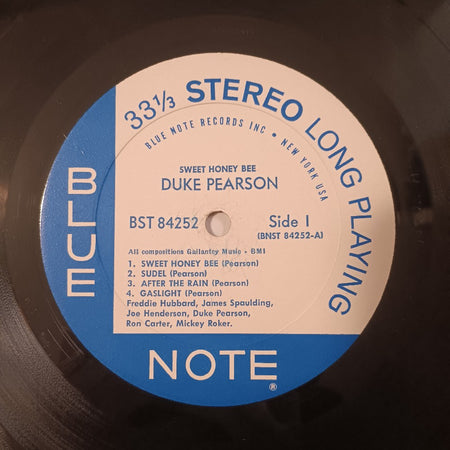 33⅓ STEREO LONG PLAYING
BLUE NOTE RECORDS INC • NEW YORK USA
SWEET HONEY BEE
DUKE PEARSON
BST 84252 Side 1
(BNST 84252-A)
All compositions Gallantey Music - BMI
1. SWEET HONEY BEE (Pearson)
2. SUDEL (Pearson)
3. AFTER THE RAIN (Pearson)
4. GASLIGHT (Pearson)
Freddie Hubbard, James Spaulding,
Joe Henderson, Duke Pearson,
Ron Carter, Mickey Roker.
BLUE
NOTE®